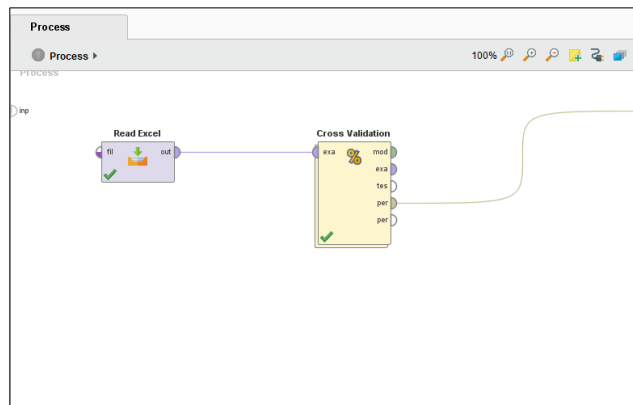 Process
Process
100%
Process
inp
Read Excel
fil
out
Cross Validation
exa
mod
exa
tes
per
per